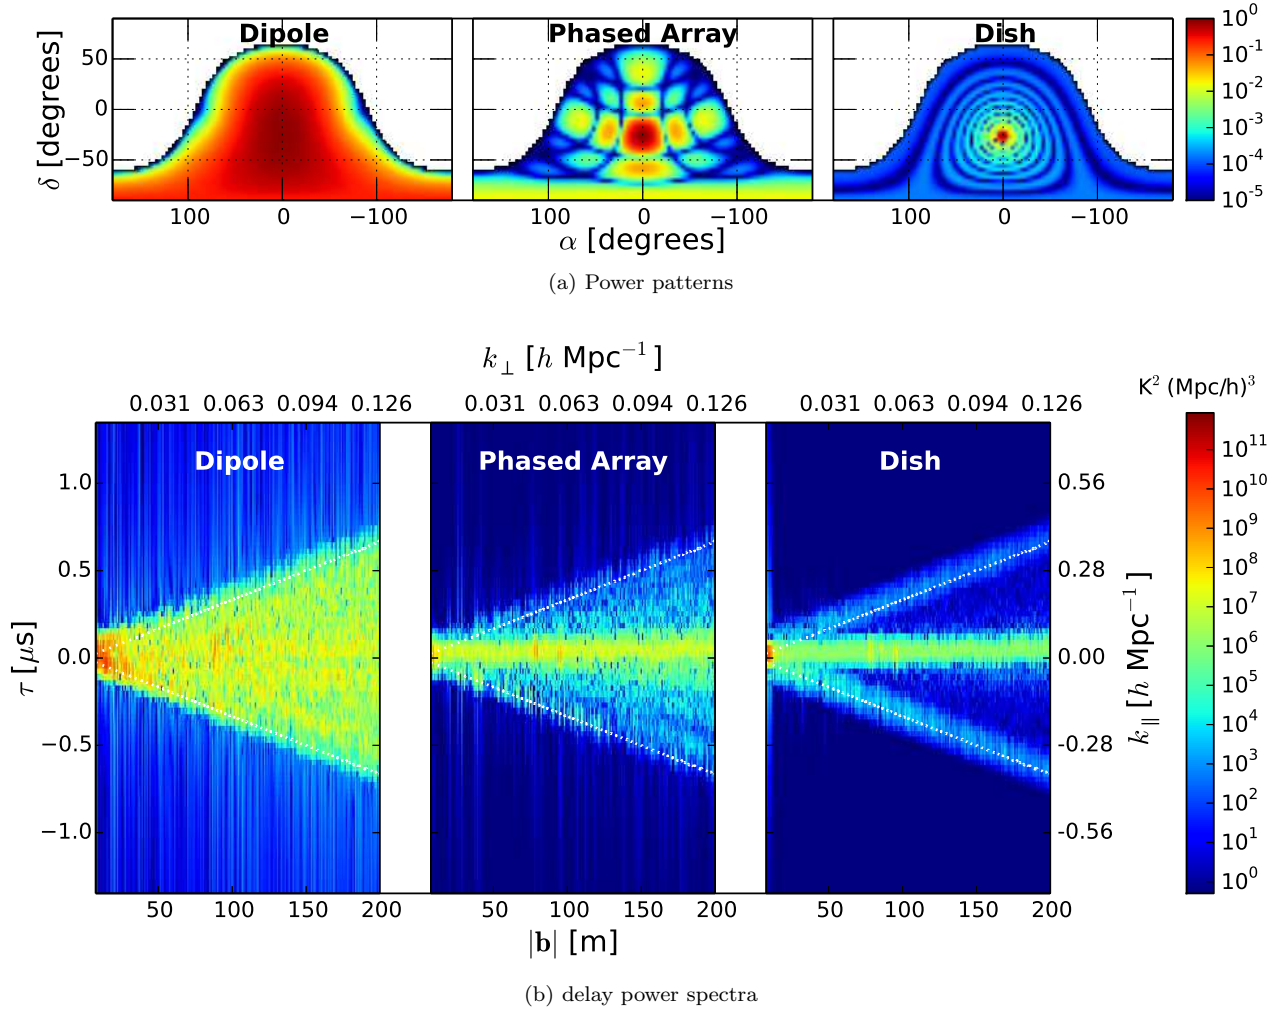 Dipole Phased Array Dish
δ [degrees]
50
0
−50
100 0 −100 100 0 −100 100 0 −100
α [degrees]
10^0
10^-1
10^-2
10^-3
10^-4
10^-5
(a) Power patterns
k⊥ [h Mpc^−1]
0.031 0.063 0.094 0.126 0.031 0.063 0.094 0.126 0.031 0.063 0.094 0.126
K^2 (Mpc/h)^3
Dipole Phased Array Dish
τ [μs]
1.0
0.5
0.0
−0.5
−1.0
0.56
0.28
0.00
-0.28
-0.56
k∥ [h Mpc^−1]
10^11
10^10
10^9
10^8
10^7
10^6
10^5
10^4
10^3
10^2
10^1
10^0
50 100 150 200 50 100 150 200 50 100 150 200
|b| [m]
(b) delay power spectra